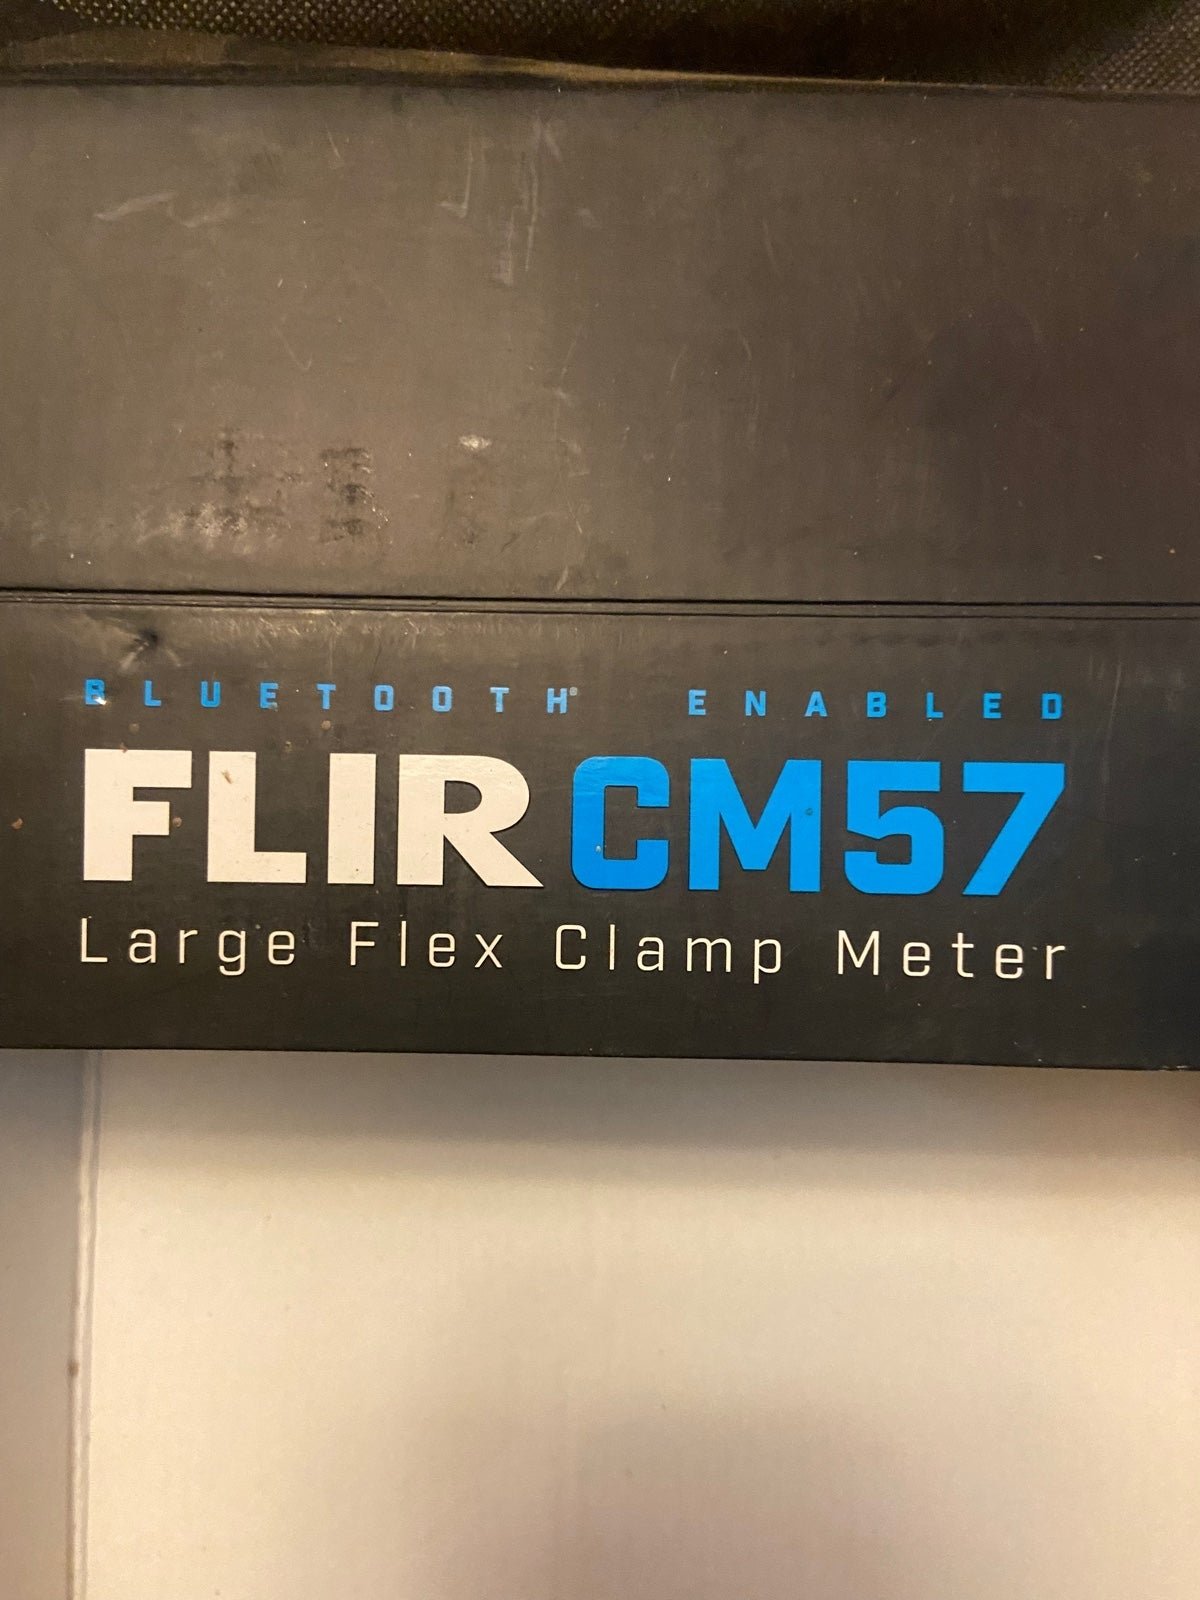 BLUETOOTH® ENABLED
FLIR CM57
Large Flex Clamp Meter